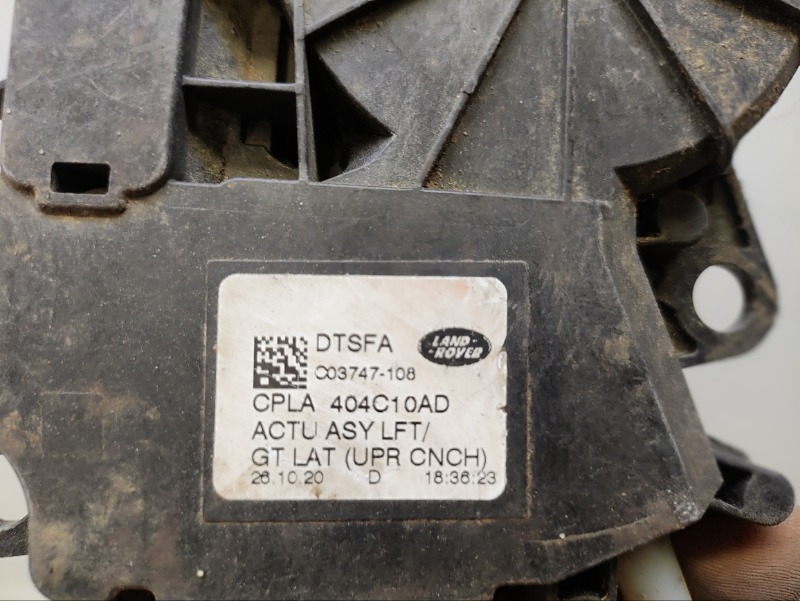 DTSFA
LAND
ROVER
C03747-108
CPLA 404C10AD
ACTU ASY LFT/
GT LAT (UPR CNCH)
26.10.20 D 18:36:23